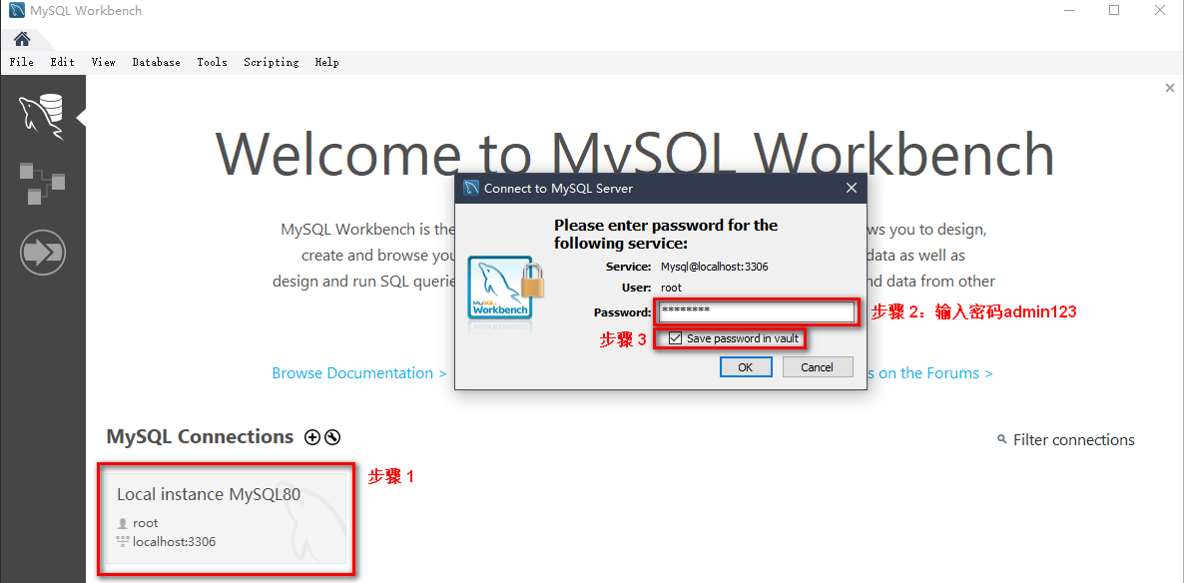 MySQL Workbench
File Edit View Database Tools Scripting Help
Welcome to MySQL Workbench
MySQL Workbench is the
ws you to design,
create and browse you
data as well as
design and run SQL querie
nd data from other
Browse Documentation >
s on the Forums >
Connect to MySQL Server
Please enter password for the
following service:
Service: Mysql@localhost:3306
User: root
Password: ********
步骤 2：输入密码admin123
步骤 3
Save password in vault
OK Cancel
MySQL
Workbench
MySQL Connections
Filter connections
步骤 1
Local instance MySQL80
root
localhost:3306